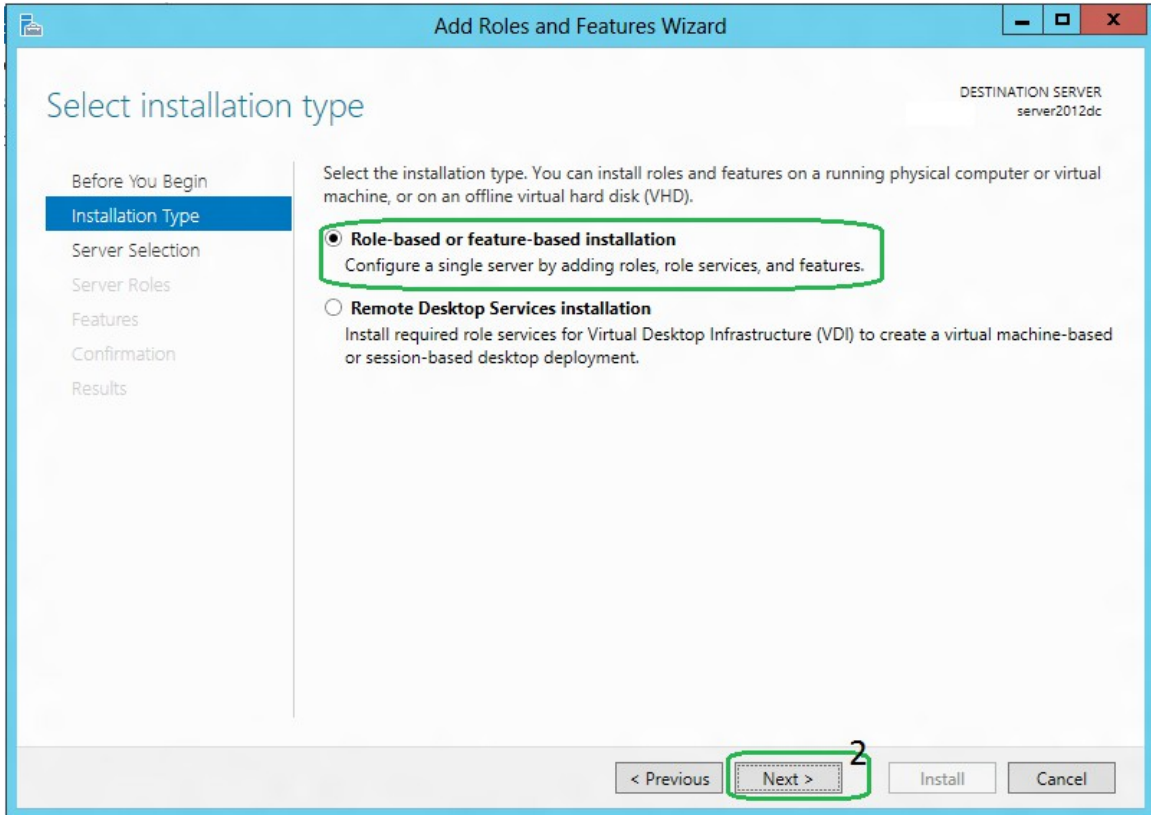 Add Roles and Features Wizard
Select installation type
DESTINATION SERVER
server2012dc
Before You Begin
Installation Type
Server Selection
Server Roles
Features
Confirmation
Results
Select the installation type. You can install roles and features on a running physical computer or virtual
machine, or on an offline virtual hard disk (VHD).
Role-based or feature-based installation
Configure a single server by adding roles, role services, and features.
Remote Desktop Services installation
Install required role services for Virtual Desktop Infrastructure (VDI) to create a virtual machine-based
or session-based desktop deployment.
2
< Previous Next > Install Cancel